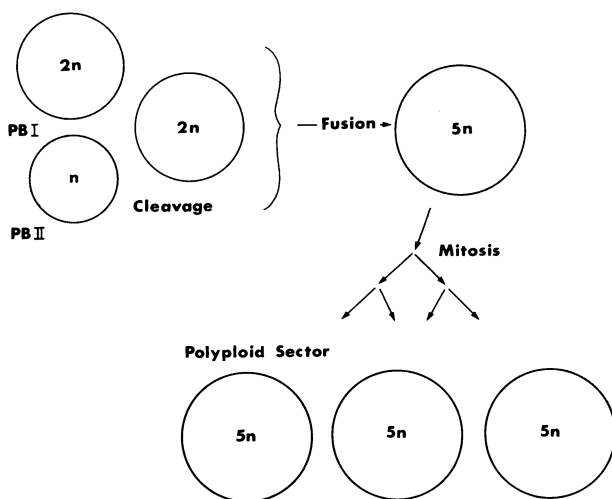 2n
PB I
2n
n
Cleavage
PB II
Fusion
5n
Mitosis
Polyploid Sector
5n
5n
5n